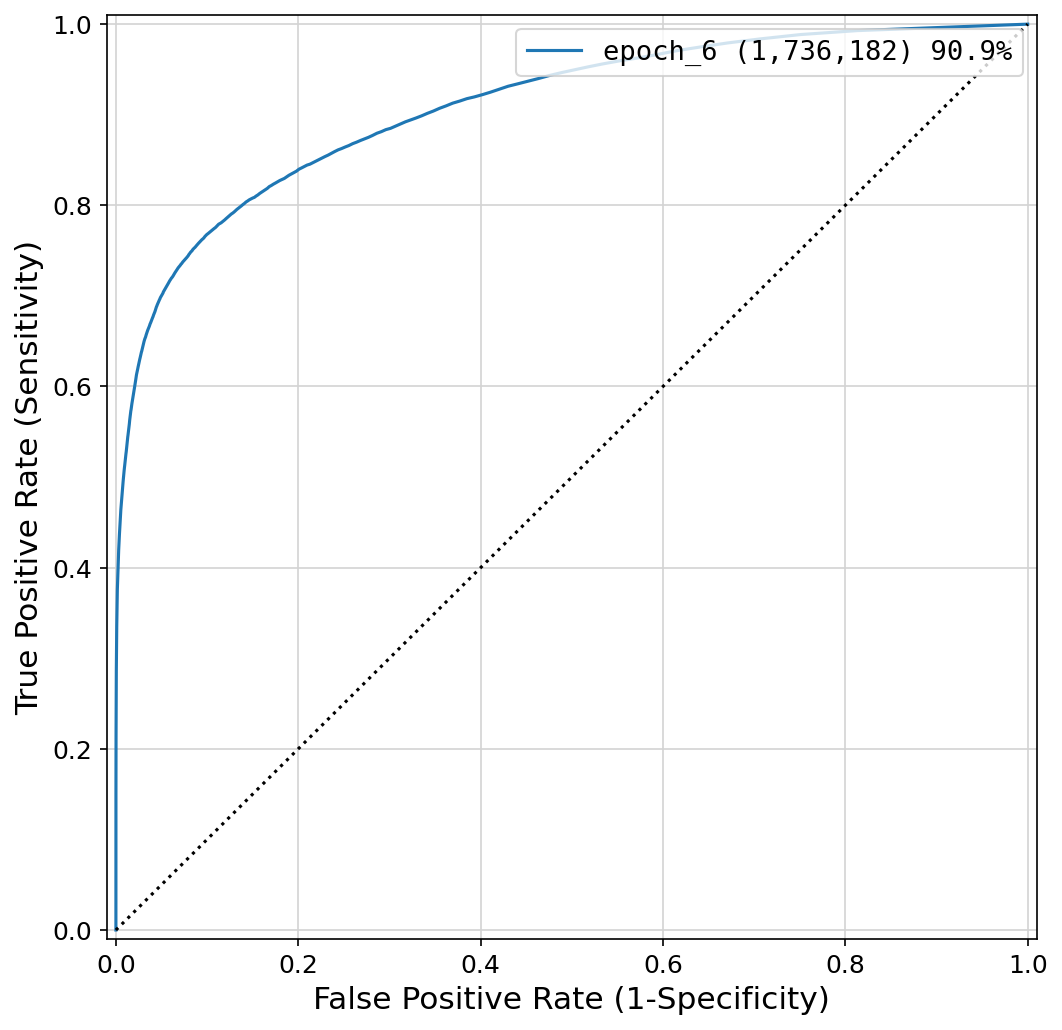 epoch_6 (1,736,182) 90.9%
1.0
0.8
0.6
0.4
0.2
0.0
True Positive Rate (Sensitivity)
0.0 0.2 0.4 0.6 0.8 1.0
False Positive Rate (1-Specificity)